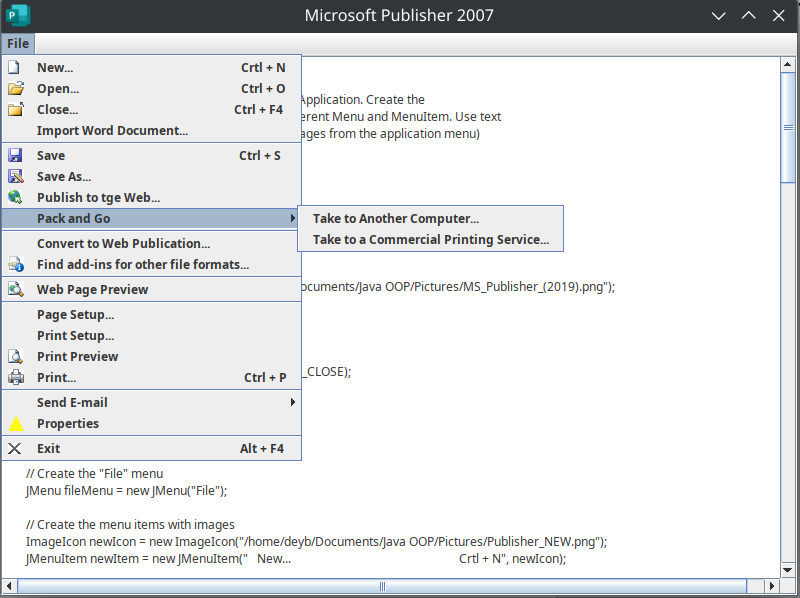 Microsoft Publisher 2007
File
New... Crtl + N
Open... Crtl + O
Close... Ctrl + F4
Import Word Document...
Save Ctrl + S
Save As...
Publish to tge Web...
Pack and Go
Convert to Web Publication...
Find add-ins for other file formats...
Web Page Preview
Page Setup...
Print Setup...
Print Preview
Print... Ctrl + P
Send E-mail
Properties
Exit Alt + F4
Take to Another Computer...
Take to a Commercial Printing Service...
Application. Create the
erent Menu and MenuItem. Use text
ages from the application menu)
ocuments/Java OOP/Pictures/MS_Publisher_(2019).png");
_CLOSE);
// Create the "File" menu
JMenu fileMenu = new JMenu("File");
// Create the menu items with images
ImageIcon newIcon = new ImageIcon("/home/deyb/Documents/Java OOP/Pictures/Publisher_NEW.png");
JMenuItem newItem = new JMenuItem("   New...                                                  Crtl + N", newIcon);